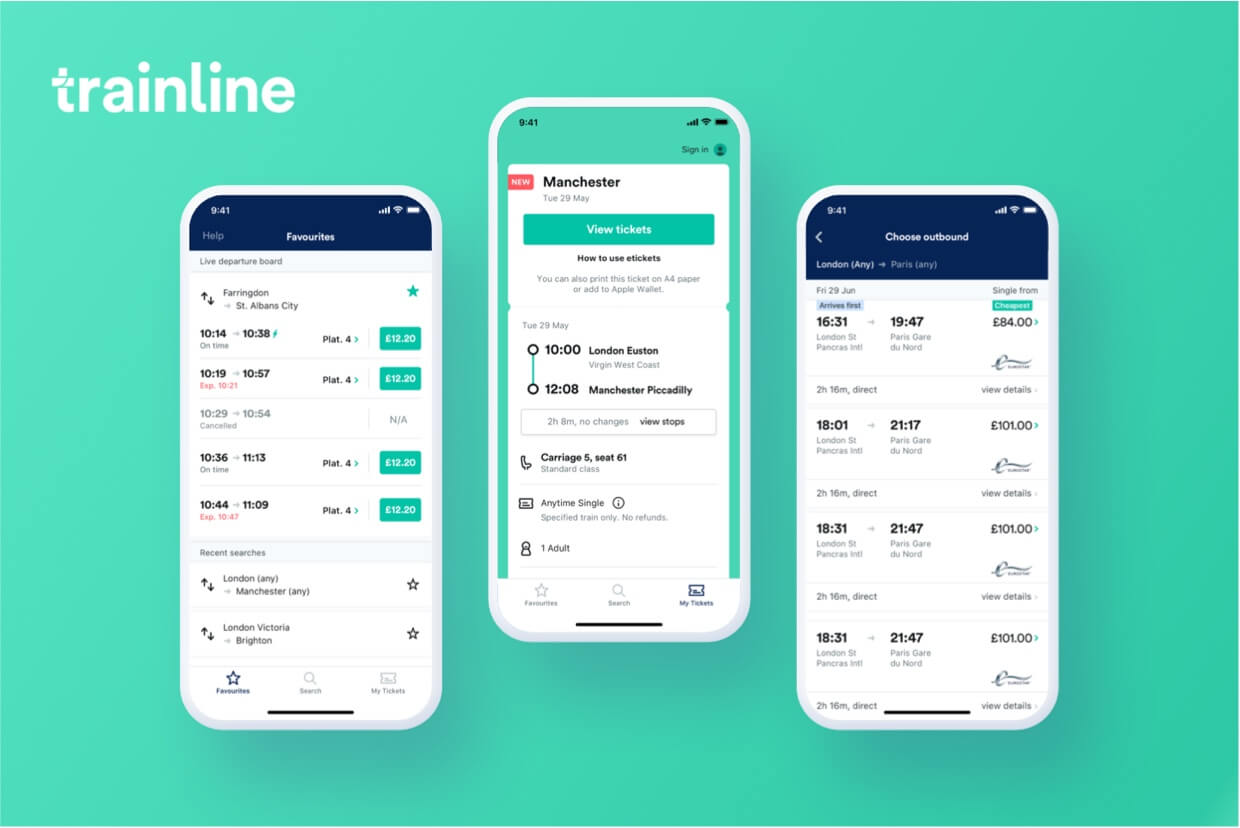 trainline
9:41
Help Favourites
Live departure board
Farringdon
→ St. Albans City
10:14 → 10:38 Plat. 4 > £12.20
On time
10:19 → 10:57 Plat. 4 > £12.20
Exp. 10:21
10:29 → 10:54 N/A
Cancelled
10:36 → 11:13 Plat. 4 > £12.20
On time
10:44 → 11:09 Plat. 4 > £12.20
Exp. 10:47
Recent searches
London (any)
→ Manchester (any)
London Victoria
→ Brighton
Favourites Search My Tickets
9:41
Sign in
NEW Manchester
Tue 29 May
View tickets
How to use etickets
You can also print this ticket on A4 paper
or add to Apple Wallet.
Tue 29 May
10:00 London Euston
Virgin West Coast
12:08 Manchester Piccadilly
2h 8m, no changes view stops
Carriage 5, seat 61
Standard class
Anytime Single
Specified train only. No refunds.
1 Adult
Favourites Search My Tickets
9:41
< Choose outbound
London (Any) → Paris (any)
Fri 29 Jun Single from
Arrives first Cheapest
16:31 → 19:47 £84.00 >
London St Paris Gare
Pancras Intl du Nord
EUROSTAR
2h 16m, direct view details >
18:01 → 21:17 £101.00 >
London St Paris Gare
Pancras Intl du Nord
EUROSTAR
2h 16m, direct view details >
18:31 → 21:47 £101.00 >
London St Paris Gare
Pancras Intl du Nord
EUROSTAR
2h 16m, direct view details >
18:31 → 21:47 £101.00 >
London St Paris Gare
Pancras Intl du Nord
EUROSTAR
2h 16m, direct view details >